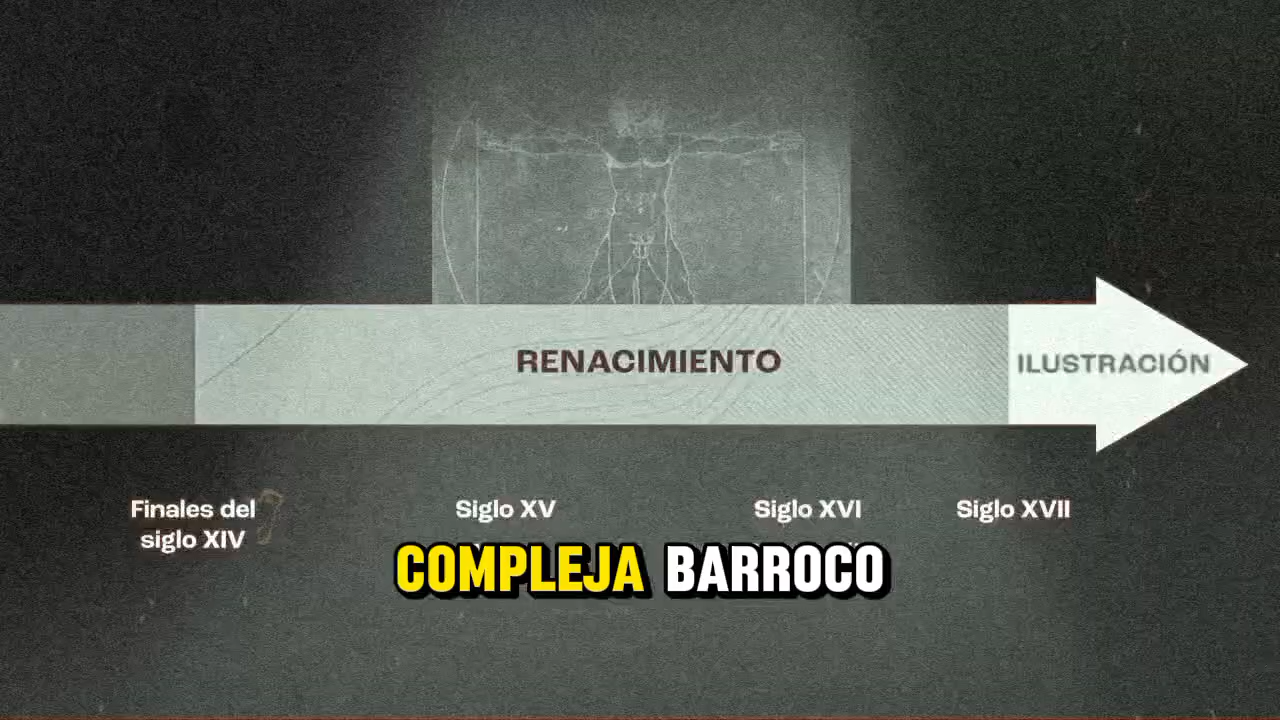 RENACIMIENTO
ILUSTRACIÓN
Finales del
siglo XIV
Siglo XV
Siglo XVI
Siglo XVII
COMPLEJA BARROCO